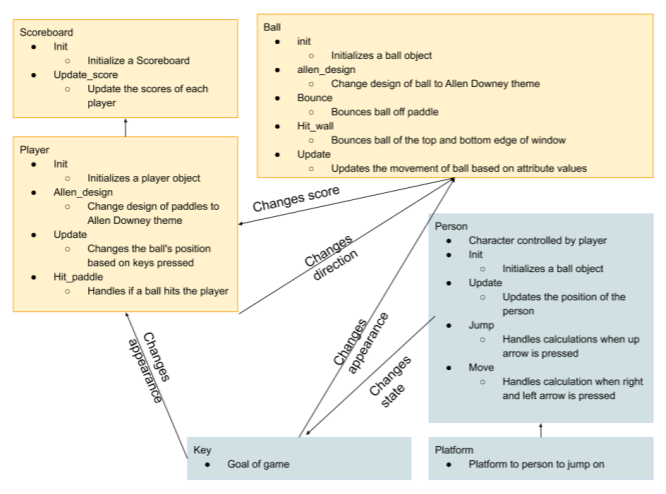 Scoreboard
● Init
○ Initialize a Scoreboard
● Update_score
○ Update the scores of each
player
Ball
● init
○ Initializes a ball object
● allen_design
○ Change design of ball to Allen Downey theme
● Bounce
○ Bounces ball off paddle
● Hit_wall
○ Bounces ball of the top and bottom edge of window
● Update
○ Updates the movement of ball based on attribute values
Player
● Init
○ Initializes a player object
● Allen_design
○ Change design of paddles to
Allen Downey theme
● Update
○ Changes the ball's position
based on keys pressed
● Hit_paddle
○ Handles if a ball hits the player
Changes score
Changes
direction
Person
● Character controlled by player
● Init
○ Initializes a ball object
● Update
○ Updates the position of the
person
● Jump
○ Handles calculations when up
arrow is pressed
● Move
○ Handles calculation when right
and left arrow is pressed
Changes
appearance
Changes
appearance
Changes
state
Key
● Goal of game
Platform
● Platform to person to jump on